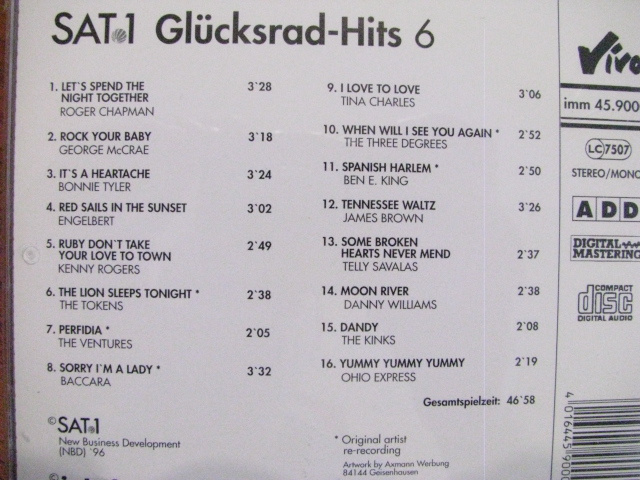 SAT.1 Glücksrad-Hits 6
1. LET`S SPEND THE NIGHT TOGETHER 3`28
ROGER CHAPMAN
2. ROCK YOUR BABY 3`18
GEORGE McCRAE
3. IT`S A HEARTACHE 3`24
BONNIE TYLER
4. RED SAILS IN THE SUNSET 3`02
ENGELBERT
5. RUBY DON`T TAKE YOUR LOVE TO TOWN 2`49
KENNY ROGERS
6. THE LION SLEEPS TONIGHT * 2`38
THE TOKENS
7. PERFIDIA * 2`05
THE VENTURES
8. SORRY I`M A LADY * 3`32
BACCARA
9. I LOVE TO LOVE 3`06
TINA CHARLES
10. WHEN WILL I SEE YOU AGAIN * 2`52
THE THREE DEGREES
11. SPANISH HARLEM * 2`50
BEN E. KING
12. TENNESSEE WALTZ 3`26
JAMES BROWN
13. SOME BROKEN HEARTS NEVER MEND 2`37
TELLY SAVALAS
14. MOON RIVER 2`38
DANNY WILLIAMS
15. DANDY 2`08
THE KINKS
16. YUMMY YUMMY YUMMY 2`19
OHIO EXPRESS
Gesamtspielzeit: 46`58
©SAT.1
New Business Development
(NBD) `96
* Original artist
re-recording
Artwork by Axmann Werbung
84144 Geisenhausen
Viva
imm 45.900
LC 7507
STEREO/MONO
ADD
DIGITAL
MASTERING
COMPACT
disc
DIGITAL AUDIO
4 016445 9000